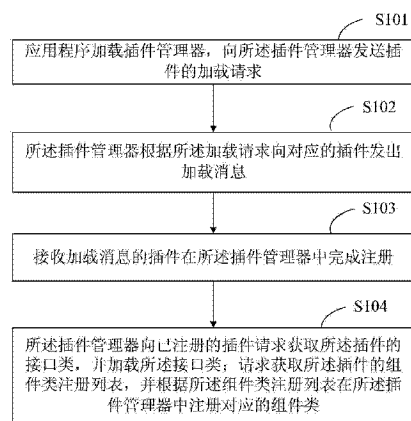 S101
应用程序加载插件管理器，向所述插件管理器发送插
件的加载请求
S102
所述插件管理器根据所述加载请求向对应的插件发出
加载消息
S103
接收加载消息的插件在所述插件管理器中完成注册
S104
所述插件管理器向已注册的插件请求获取所述插件的
接口类，并加载所述接口类；请求获取所述插件的组
件类注册列表，并根据所述组件类注册列表在所述
插件管理器中注册对应的组件类